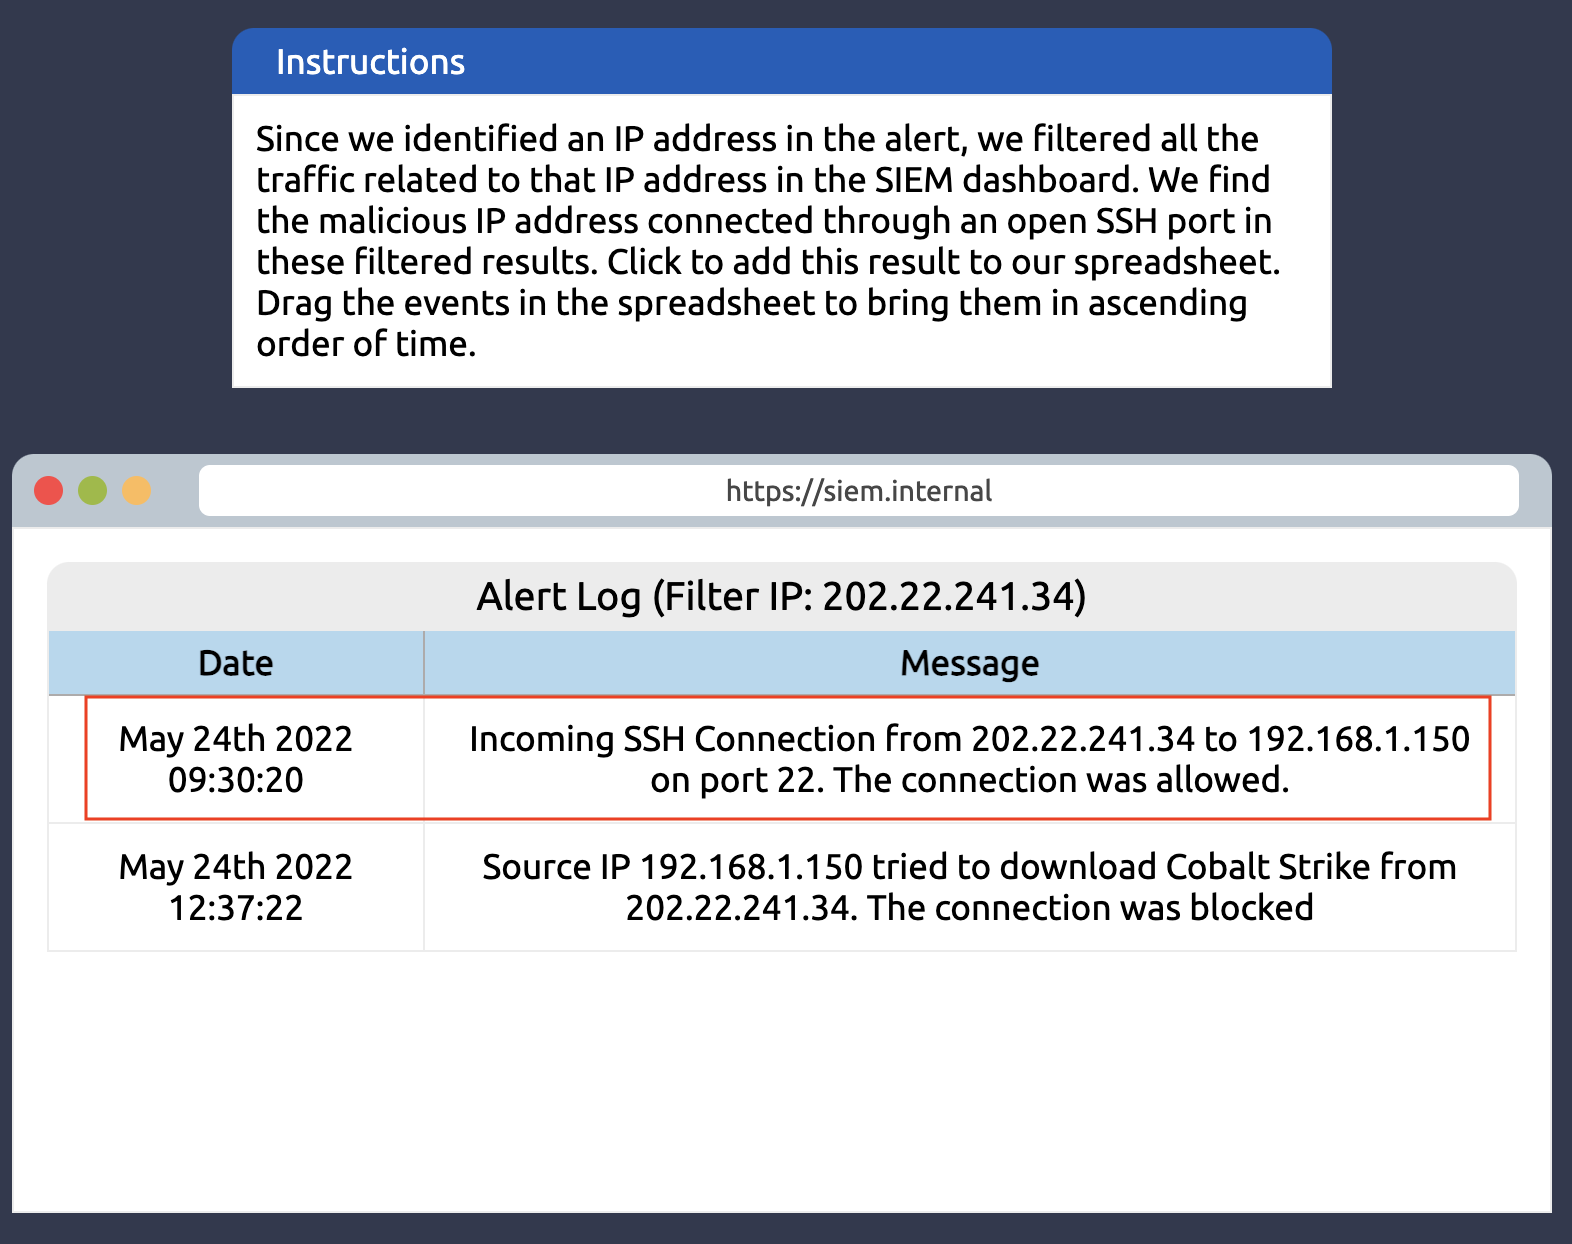 Instructions
Since we identified an IP address in the alert, we filtered all the
traffic related to that IP address in the SIEM dashboard. We find
the malicious IP address connected through an open SSH port in
these filtered results. Click to add this result to our spreadsheet.
Drag the events in the spreadsheet to bring them in ascending
order of time.
https://siem.internal
Alert Log (Filter IP: 202.22.241.34)
Date
Message
May 24th 2022
09:30:20
Incoming SSH Connection from 202.22.241.34 to 192.168.1.150
on port 22. The connection was allowed.
May 24th 2022
12:37:22
Source IP 192.168.1.150 tried to download Cobalt Strike from
202.22.241.34. The connection was blocked